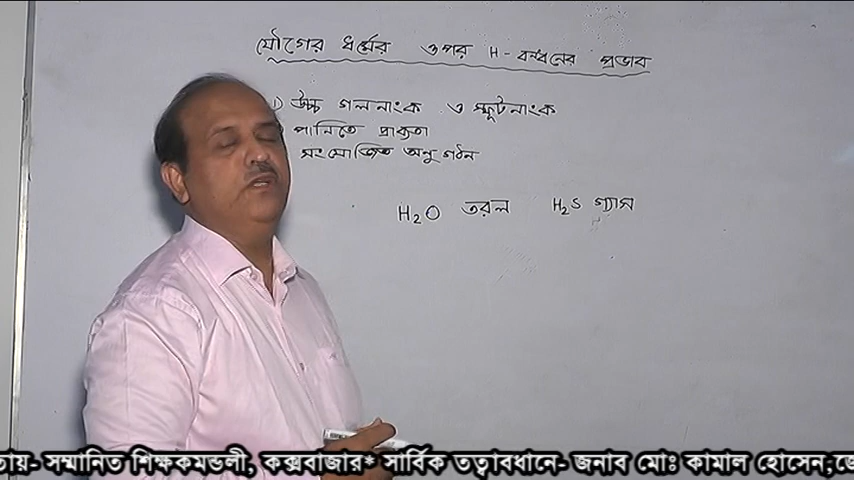 যৌগের ধর্মের ওপর H-বন্ধনের প্রভাব
1) উচ্চ গলনাংক ও স্ফুটনাংক
পানিতে দ্রাব্যতা
সংযোজিত অনু গঠন
H₂O তরল H₂S গ্যাস
তায়- সম্মানিত শিক্ষকমন্ডলী, কক্সবাজার* সার্বিক তত্বাবধানে- জনাব মোঃ কামাল হোসেন;জে